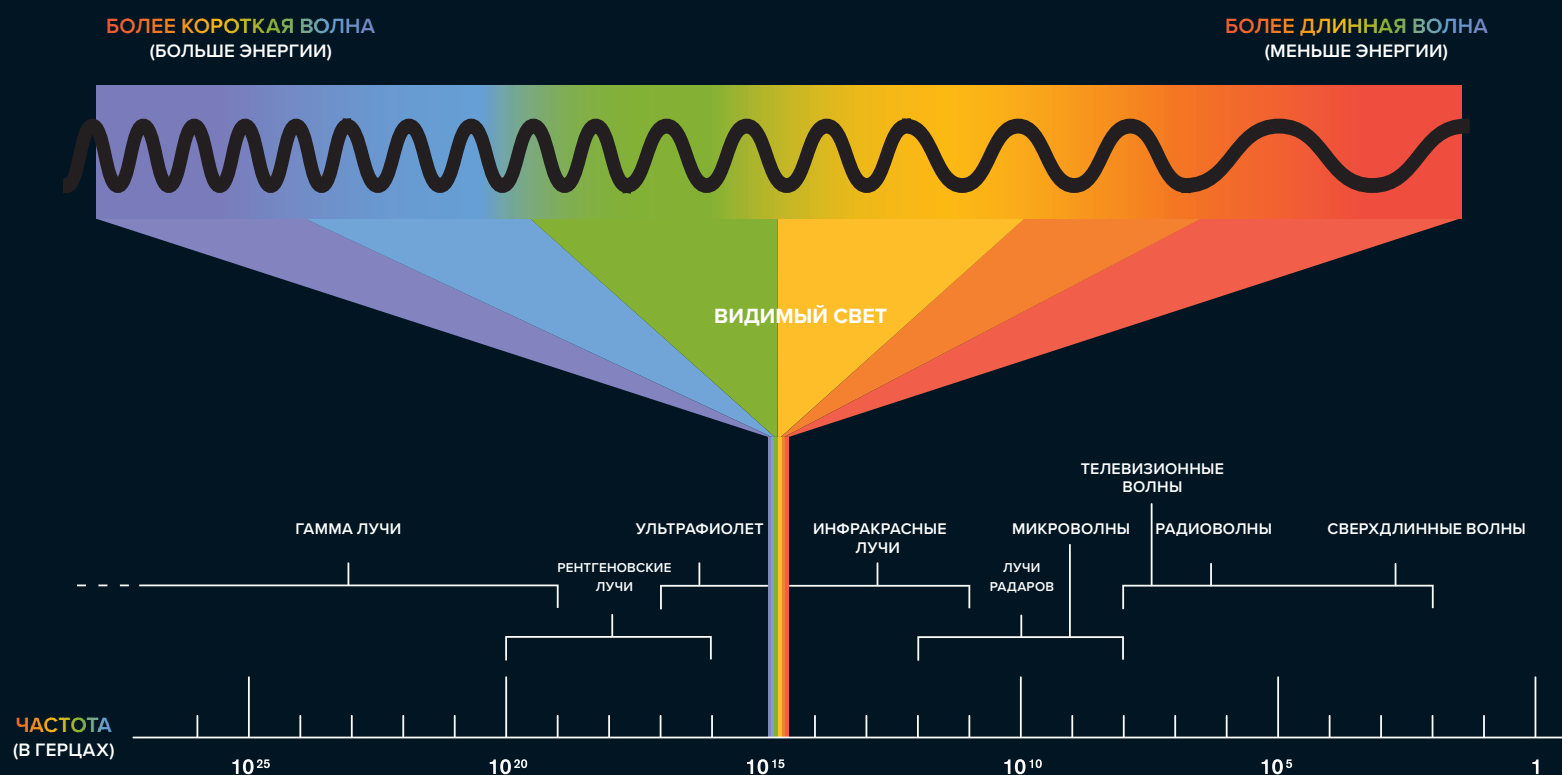 БОЛЕЕ КОРОТКАЯ ВОЛНА
(БОЛЬШЕ ЭНЕРГИИ)
БОЛЕЕ ДЛИННАЯ ВОЛНА
(МЕНЬШЕ ЭНЕРГИИ)
ВИДИМЫЙ СВЕТ
ТЕЛЕВИЗИОННЫЕ
ВОЛНЫ
ГАММА ЛУЧИ
УЛЬТРАФИОЛЕТ
ИНФРАКРАСНЫЕ
ЛУЧИ
МИКРОВОЛНЫ
РАДИОВОЛНЫ
СВЕРХДЛИННЫЕ ВОЛНЫ
РЕНТГЕНОВСКИЕ
ЛУЧИ
ЛУЧИ
РАДАРОВ
ЧАСТОТА
(В ГЕРЦАХ)
10²⁵
10²⁰
10¹⁵
10¹⁰
10⁵
1